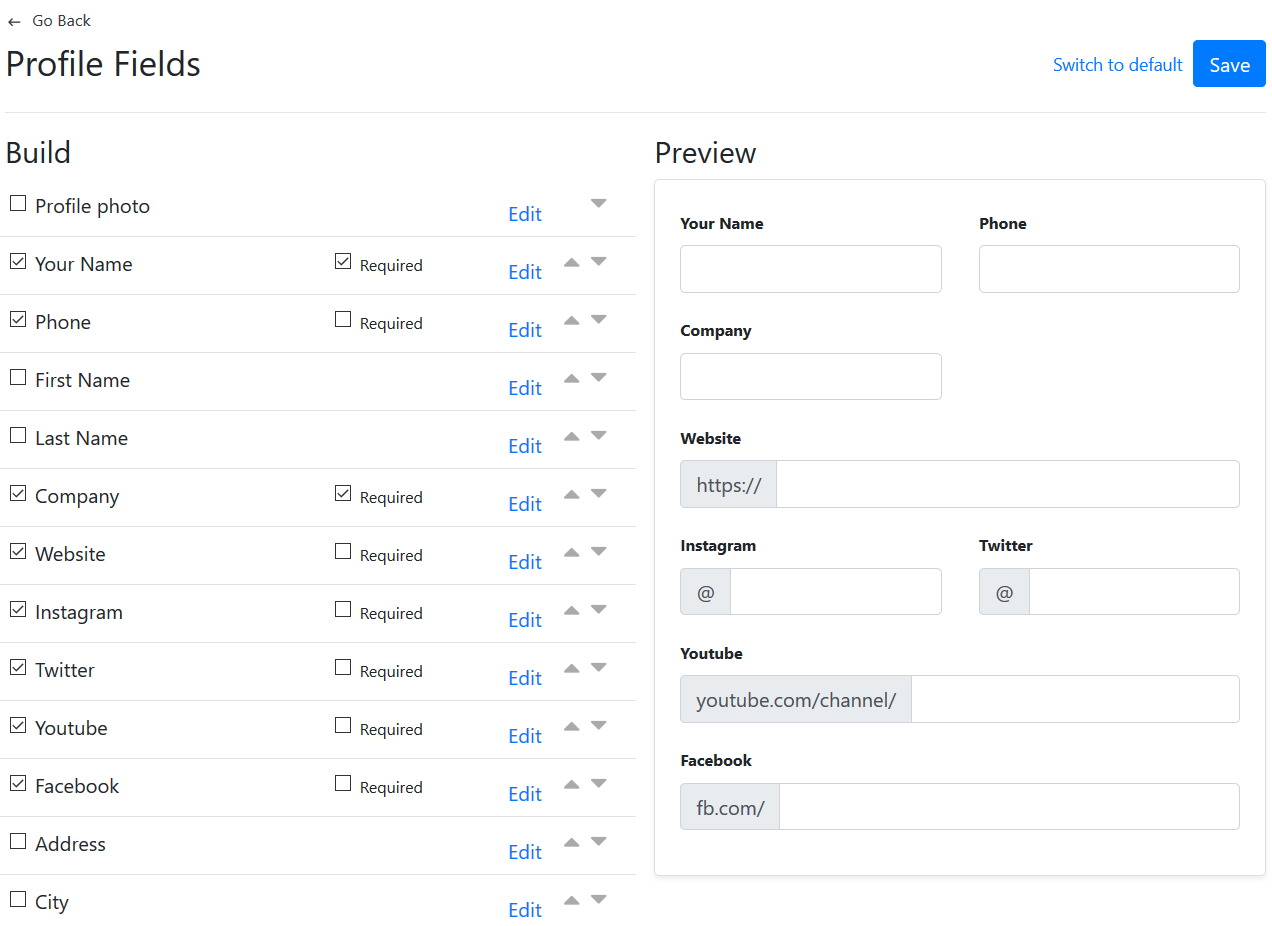 ← Go Back
Profile Fields
Switch to default Save
Build
Profile photo Edit
Your Name Required Edit
Phone Required Edit
First Name Edit
Last Name Edit
Company Required Edit
Website Required Edit
Instagram Required Edit
Twitter Required Edit
Youtube Required Edit
Facebook Required Edit
Address Edit
City Edit
Preview
Your Name Phone
Company
Website
https://
Instagram Twitter
@ @
Youtube
youtube.com/channel/
Facebook
fb.com/